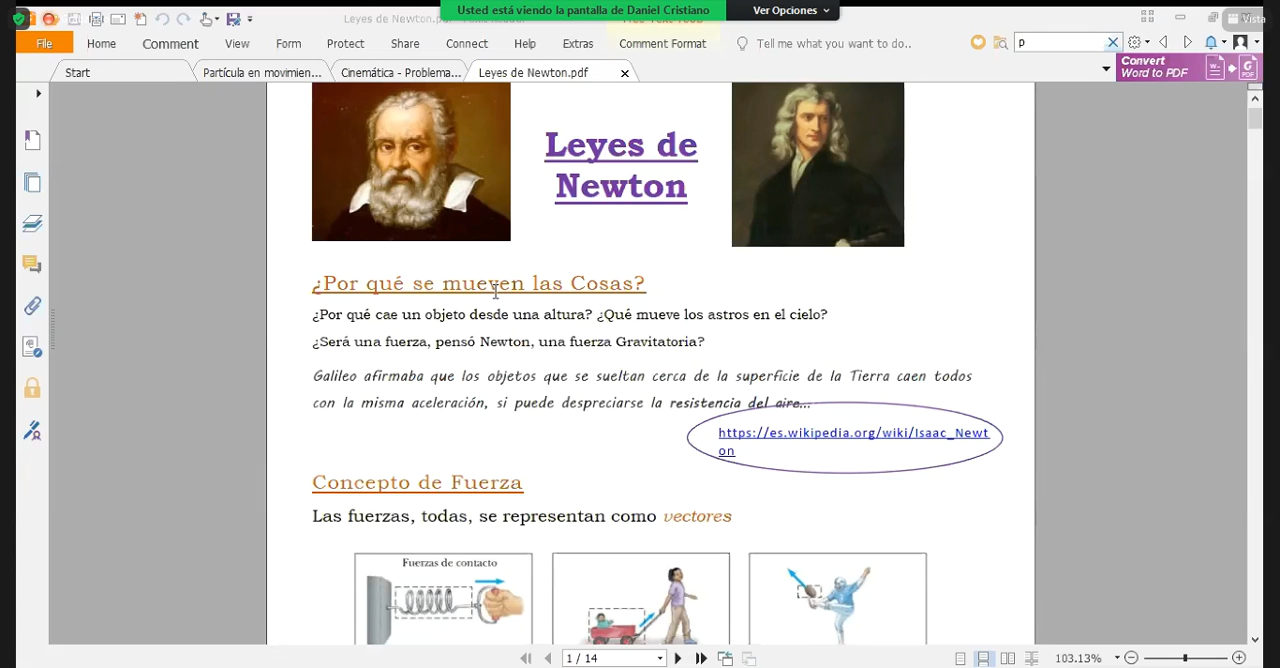 Usted está viendo la pantalla de Daniel Cristiano
Ver Opciones
Vista
Leyes de Newton.p
File
Home
Comment
View
Form
Protect
Share
Connect
Help
Extras
Comment Format
Tell me what you want to do..
p
Start
Partícula en movimien...
Cinemática - Problema...
Leyes de Newton.pdf
Convert
Word to PDF
Leyes de
Newton
¿Por qué se mueven las Cosas?
¿Por qué cae un objeto desde una altura? ¿Qué mueve los astros en el cielo?
¿Será una fuerza, pensó Newton, una fuerza Gravitatoria?
Galileo afirmaba que los objetos que se sueltan cerca de la superficie de la Tierra caen todos
con la misma aceleración, si puede despreciarse la resistencia del aire...
https://es.wikipedia.org/wiki/Isaac_Newt
on
Concepto de Fuerza
Las fuerzas, todas, se representan como vectores
Fuerzas de contacto
1 / 14
103.13%